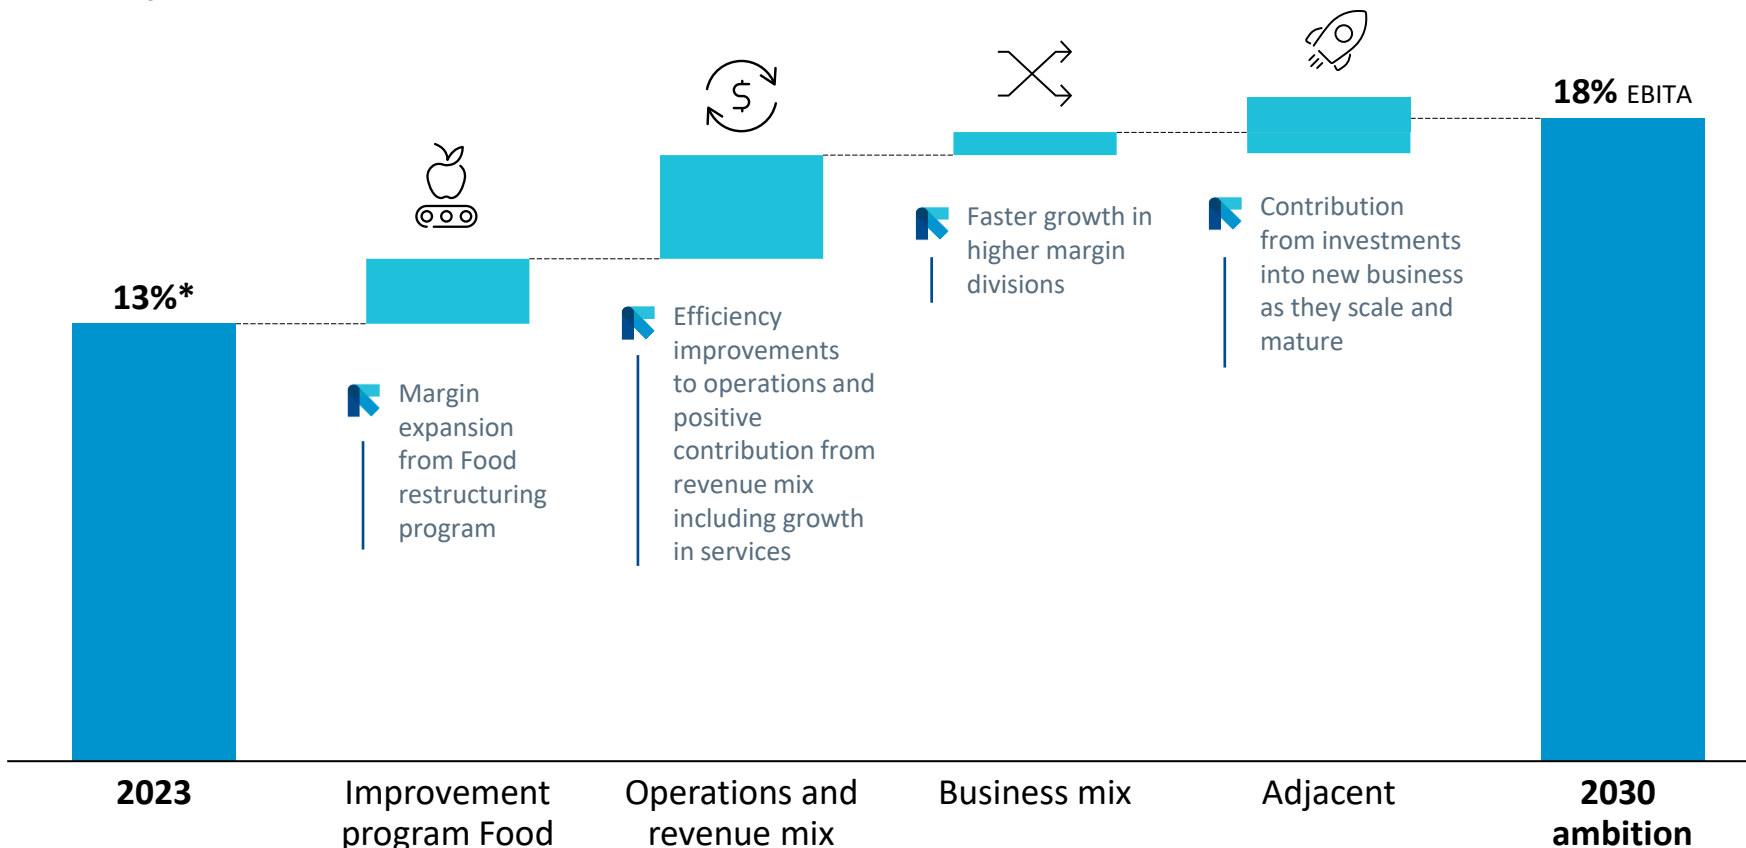 18% EBITA
13%*
Margin
expansion
from Food
restructuring
program
Efficiency
improvements
to operations and
positive
contribution from
revenue mix
including growth
in services
Faster growth in
higher margin
divisions
Contribution
from investments
into new business
as they scale and
mature
2023
Improvement
program Food
Operations and
revenue mix
Business mix
Adjacent
2030
ambition